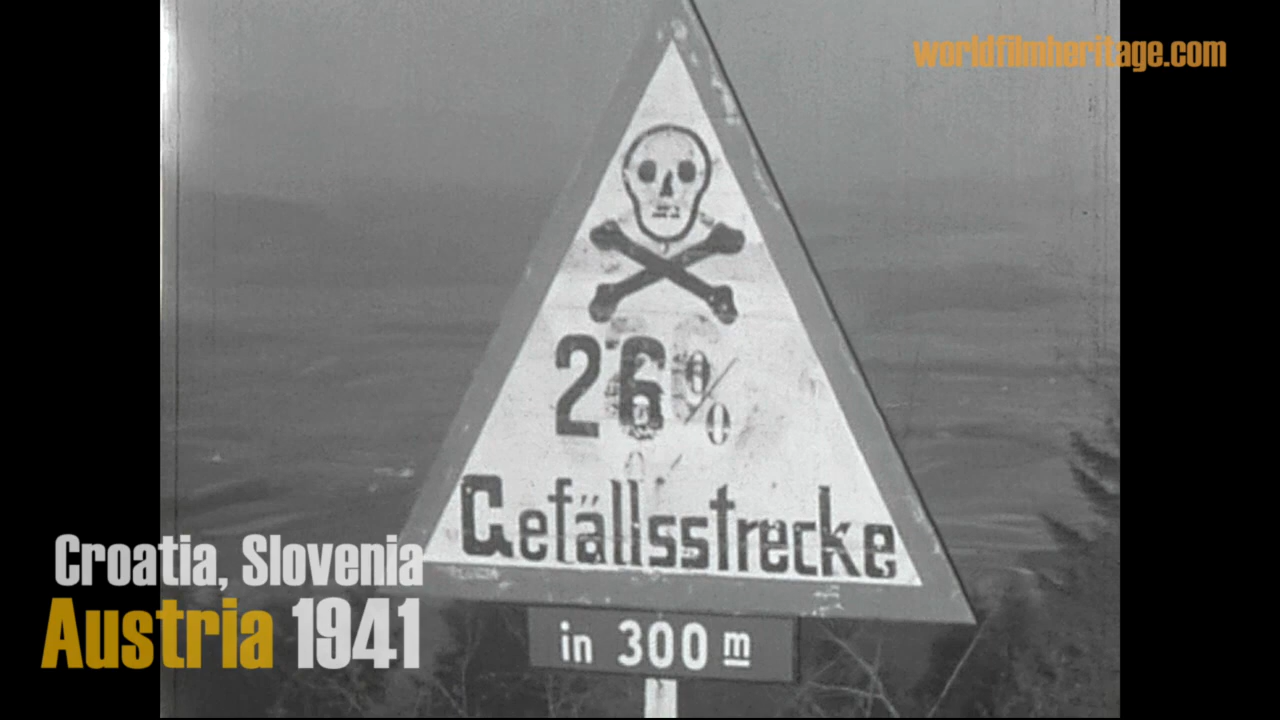 worldfilmheritage.com
26%
Gefällsstrecke
in 300 m
Croatia, Slovenia
Austria 1941